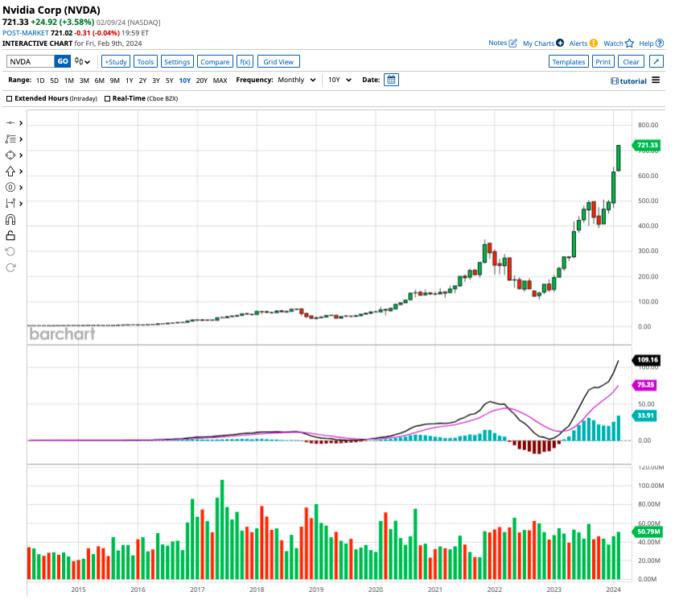 Nvidia Corp (NVDA)
721.33 +24.92 (+3.58%) 02/09/24 [NASDAQ]
POST-MARKET 721.02 -0.31 (-0.04%) 19:59 ET
INTERACTIVE CHART for Fri, Feb 9th, 2024
Notes My Charts Alerts Watch Help
NVDA GO +Study Tools Settings Compare f(x) Grid View Templates Print Clear
Range: 1D 5D 1M 3M 6M 9M 1Y 2Y 3Y 5Y 10Y 20Y MAX Frequency: Monthly 10Y Date: tutorial
Extended Hours (Intraday) Real-Time (Cboe BZX)
800.00
721.33
600.00
500.00
400.00
300.00
200.00
100.00
0.00
barchart
109.16
100.00
75.25
50.00
33.91
0.00
120.00M
100.00M
80.00M
60.00M
50.79M
40.00M
20.00M
0.00M
2015 2016 2017 2018 2019 2020 2021 2022 2023 2024